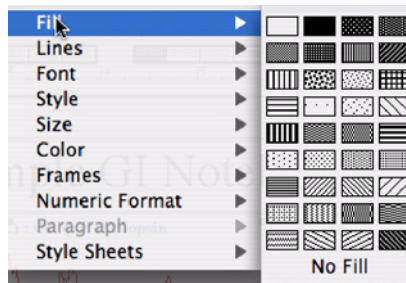 Fill
Lines
Font
Style
Size
Color
Frames
Numeric Format
Paragraph
Style Sheets
No Fill